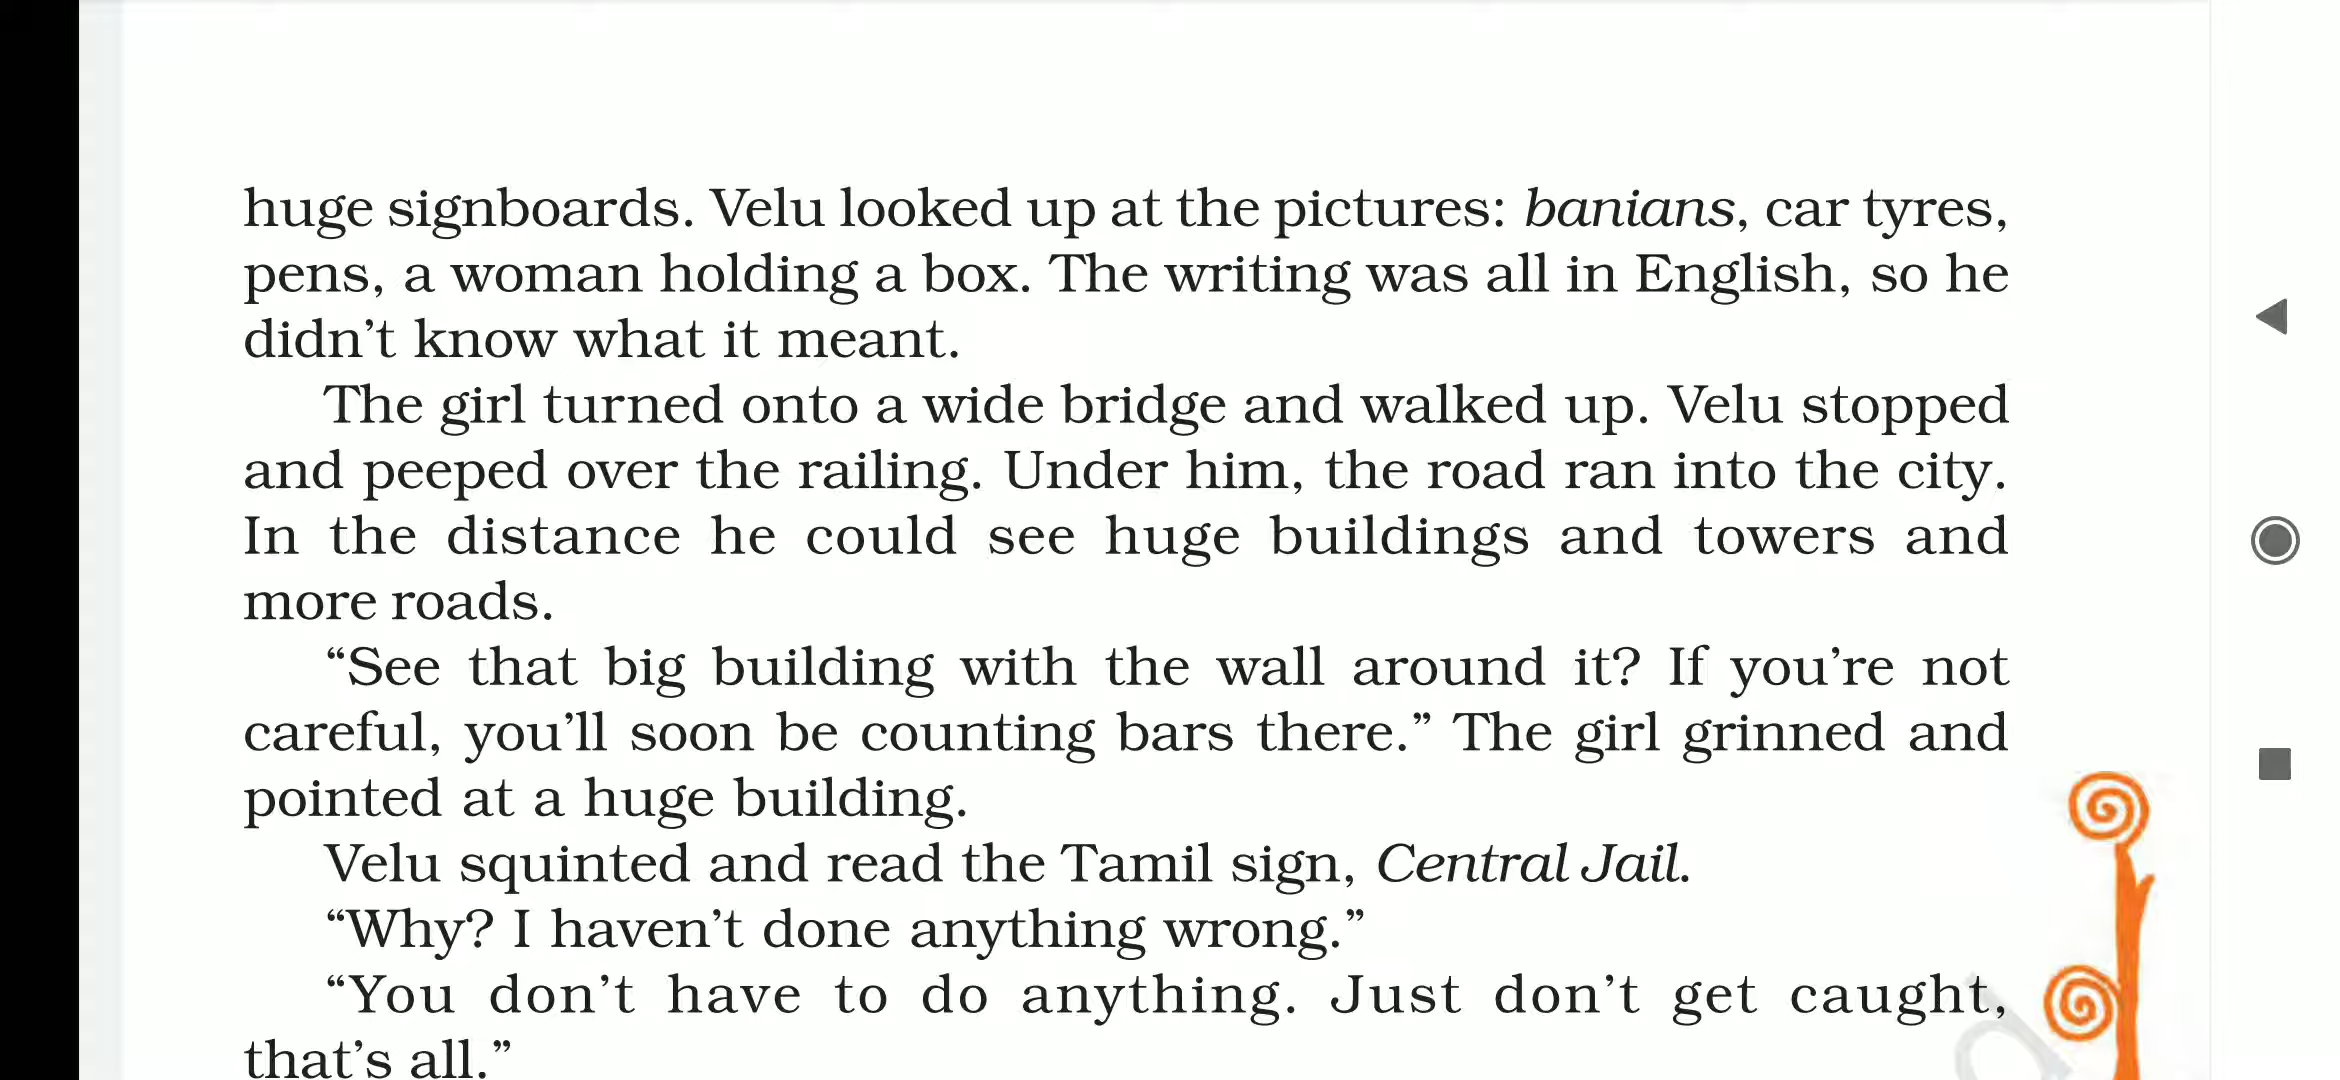 huge signboards. Velu looked up at the pictures: banians, car tyres,
pens, a woman holding a box. The writing was all in English, so he
didn’t know what it meant.
The girl turned onto a wide bridge and walked up. Velu stopped
and peeped over the railing. Under him, the road ran into the city.
In the distance he could see huge buildings and towers and
more roads.
“See that big building with the wall around it? If you’re not
careful, you’ll soon be counting bars there.” The girl grinned and
pointed at a huge building.
Velu squinted and read the Tamil sign, Central Jail.
“Why? I haven’t done anything wrong.”
“You don’t have to do anything. Just don’t get caught,
that’s all.”